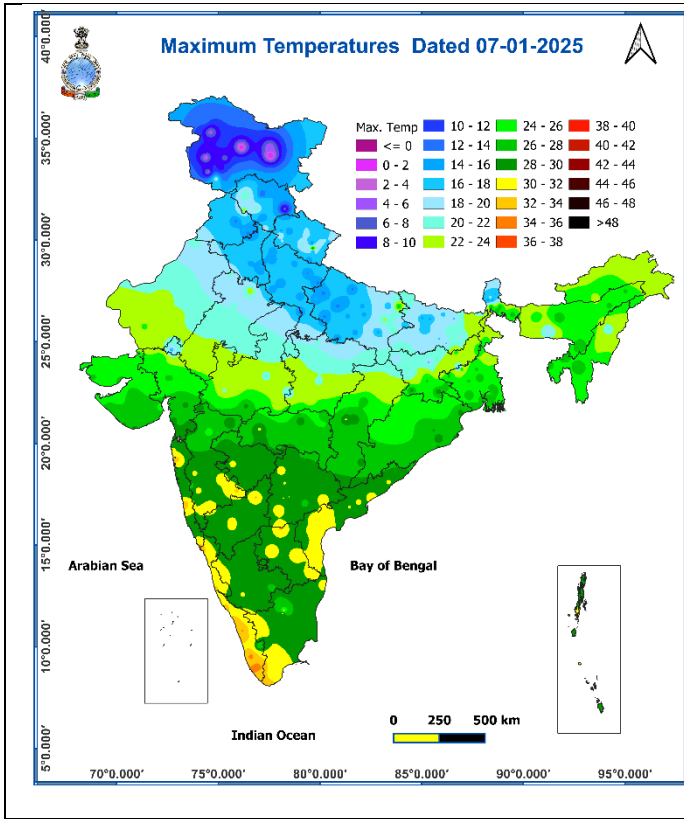 Maximum Temperatures Dated 07-01-2025
Max. Temp
<= 0
0 - 2
2 - 4
4 - 6
6 - 8
8 - 10
10 - 12
12 - 14
14 - 16
16 - 18
18 - 20
20 - 22
22 - 24
24 - 26
26 - 28
28 - 30
30 - 32
32 - 34
34 - 36
36 - 38
38 - 40
40 - 42
42 - 44
44 - 46
46 - 48
>48
40°0.000'
35°0.000'
30°0.000'
25°0.000'
20°0.000'
15°0.000'
10°0.000'
5°0.000'
Arabian Sea
Bay of Bengal
Indian Ocean
0 250 500 km
70°0.000' 75°0.000' 80°0.000' 85°0.000' 90°0.000' 95°0.000'